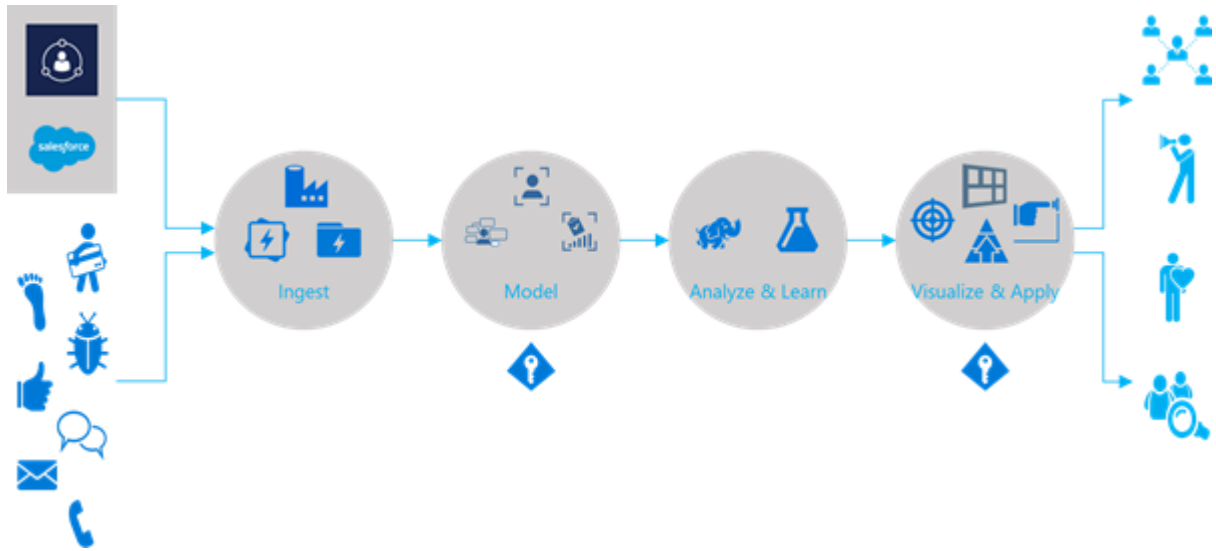 salesforce
Ingest
Model
Analyze & Learn
Visualize & Apply